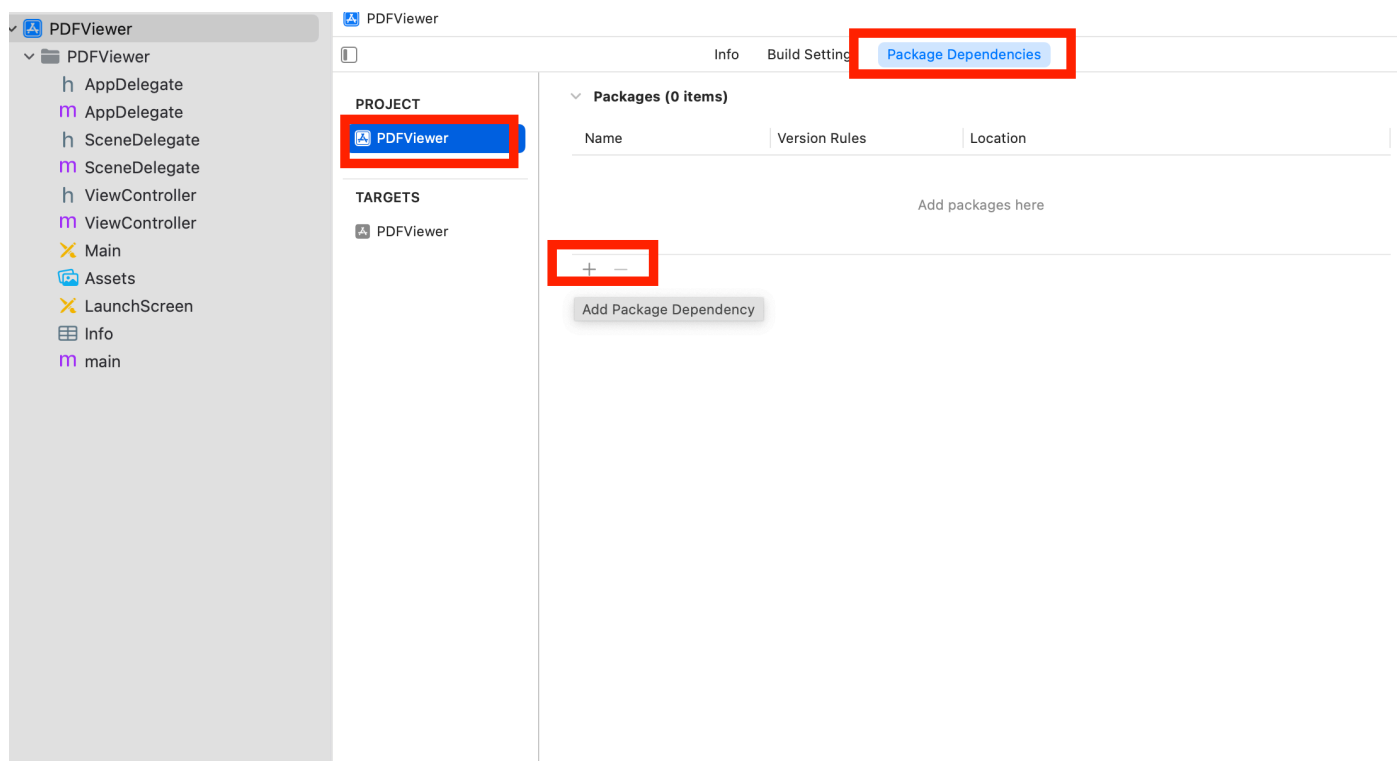 PDFViewer
PDFViewer
h AppDelegate
m AppDelegate
h SceneDelegate
m SceneDelegate
h ViewController
m ViewController
Main
Assets
LaunchScreen
Info
m main
PDFViewer
Info Build Setting Package Dependencies
PROJECT
PDFViewer
TARGETS
PDFViewer
Packages (0 items)
Name Version Rules Location
Add packages here
+ —
Add Package Dependency